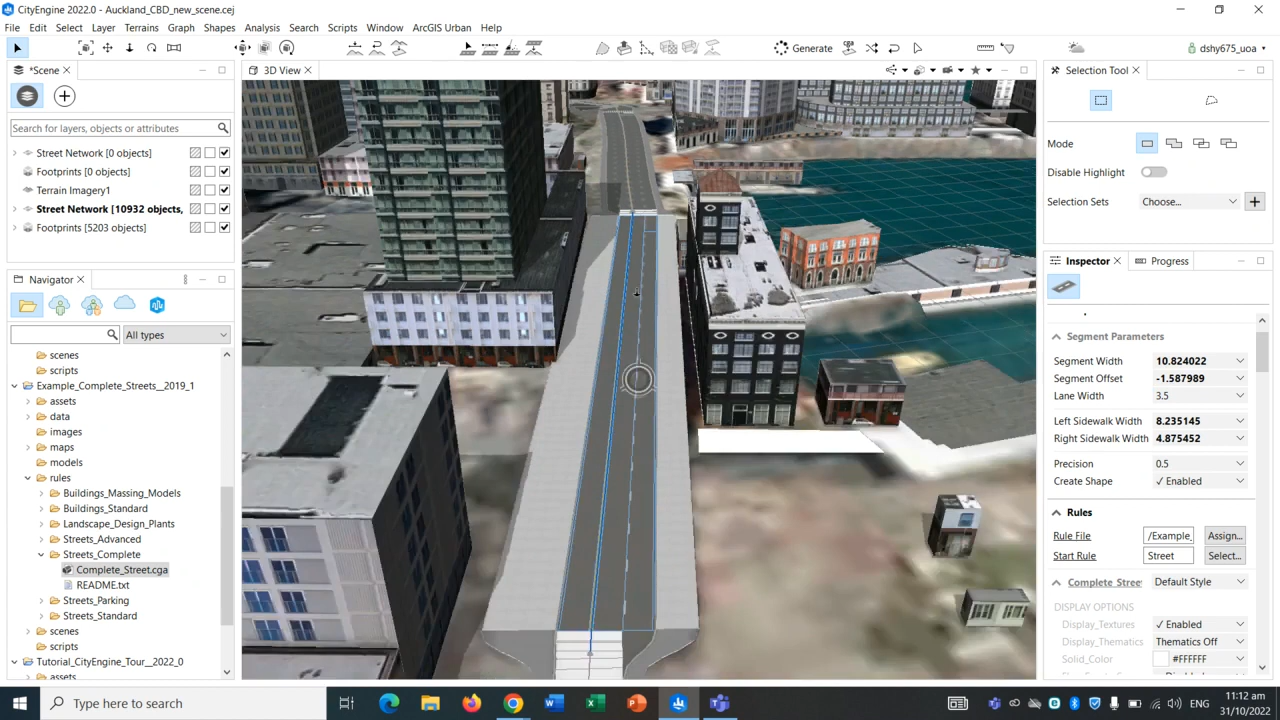 CityEngine 2022.0 - Auckland_CBD_new_scene.cej
File Edit Select Layer Terrains Graph Shapes Analysis Search Scripts Window ArcGIS Urban Help
Generate
dshy675_uoa
*Scene
3D View
Selection Tool
Search for layers, objects or attributes
Street Network [0 objects]
Footprints [0 objects]
Terrain Imagery1
Street Network [10932 objects,
Footprints [5203 objects]
Mode
Disable Highlight
Selection Sets
Choose...
Navigator
All types
scenes
scripts
Example_Complete_Streets__2019_1
assets
data
images
maps
models
rules
Buildings_Massing_Models
Buildings_Standard
Landscape_Design_Plants
Streets_Advanced
Streets_Complete
Complete_Street.cga
README.txt
Streets_Parking
Streets_Standard
scenes
scripts
Tutorial_CityEngine_Tour__2022_0
assets
Inspector
Progress
Segment Parameters
Segment Width 10.824022
Segment Offset -1.587989
Lane Width 3.5
Left Sidewalk Width 8.235145
Right Sidewalk Width 4.875452
Precision 0.5
Create Shape ✓ Enabled
Rules
Rule File /Example_ Assign...
Start Rule Street Select...
Complete_Stree Default Style
DISPLAY OPTIONS
Display_Textures ✓ Enabled
Display_Thematics Thematics Off
Solid_Color #FFFFFF
Type here to search
ENG
11:12 am
31/10/2022